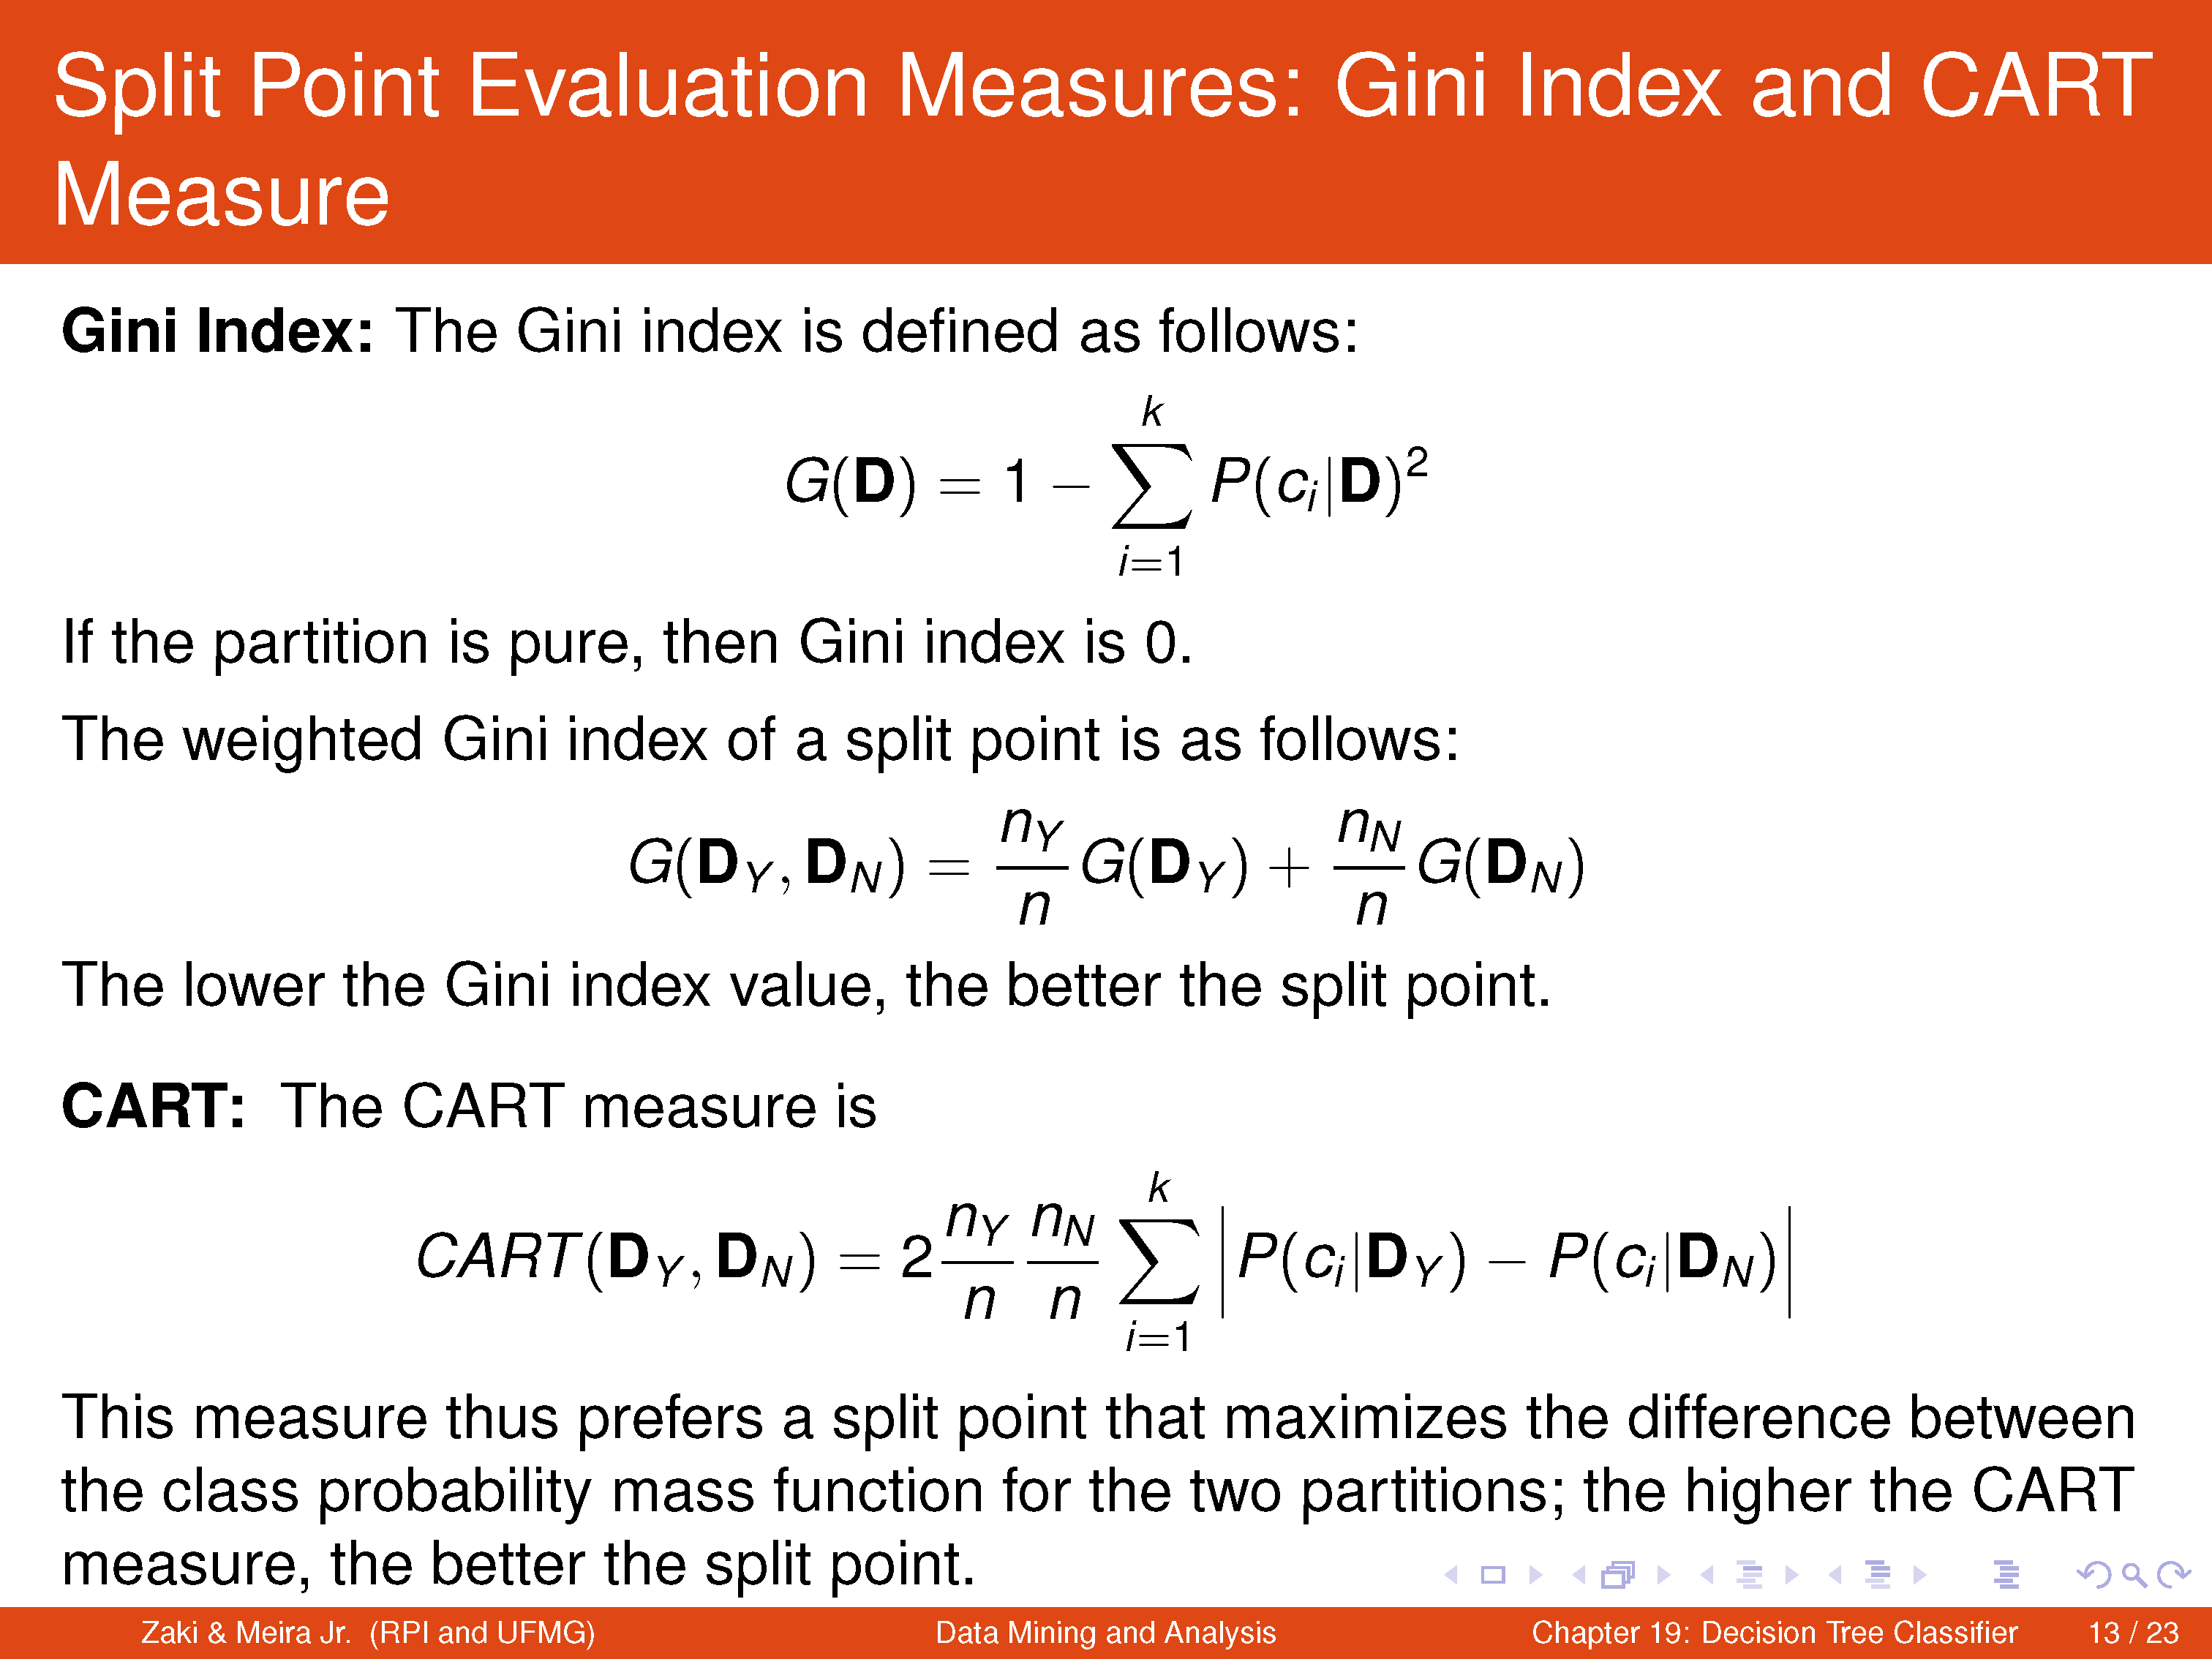 Split Point Evaluation Measures: Gini Index and CART
Measure
Gini Index: The Gini index is defined as follows:
G(D) = 1 − ∑_{i=1}^{k} P(c_i|D)^2
If the partition is pure, then Gini index is 0.
The weighted Gini index of a split point is as follows:
G(D_Y, D_N) = \frac{n_Y}{n} G(D_Y) + \frac{n_N}{n} G(D_N)
The lower the Gini index value, the better the split point.
CART: The CART measure is
CART(D_Y, D_N) = 2 \frac{n_Y}{n} \frac{n_N}{n} ∑_{i=1}^{k} |P(c_i|D_Y) − P(c_i|D_N)|
This measure thus prefers a split point that maximizes the difference between
the class probability mass function for the two partitions; the higher the CART
measure, the better the split point.
Zaki & Meira Jr. (RPI and UFMG) Data Mining and Analysis Chapter 19: Decision Tree Classifier 13 / 23